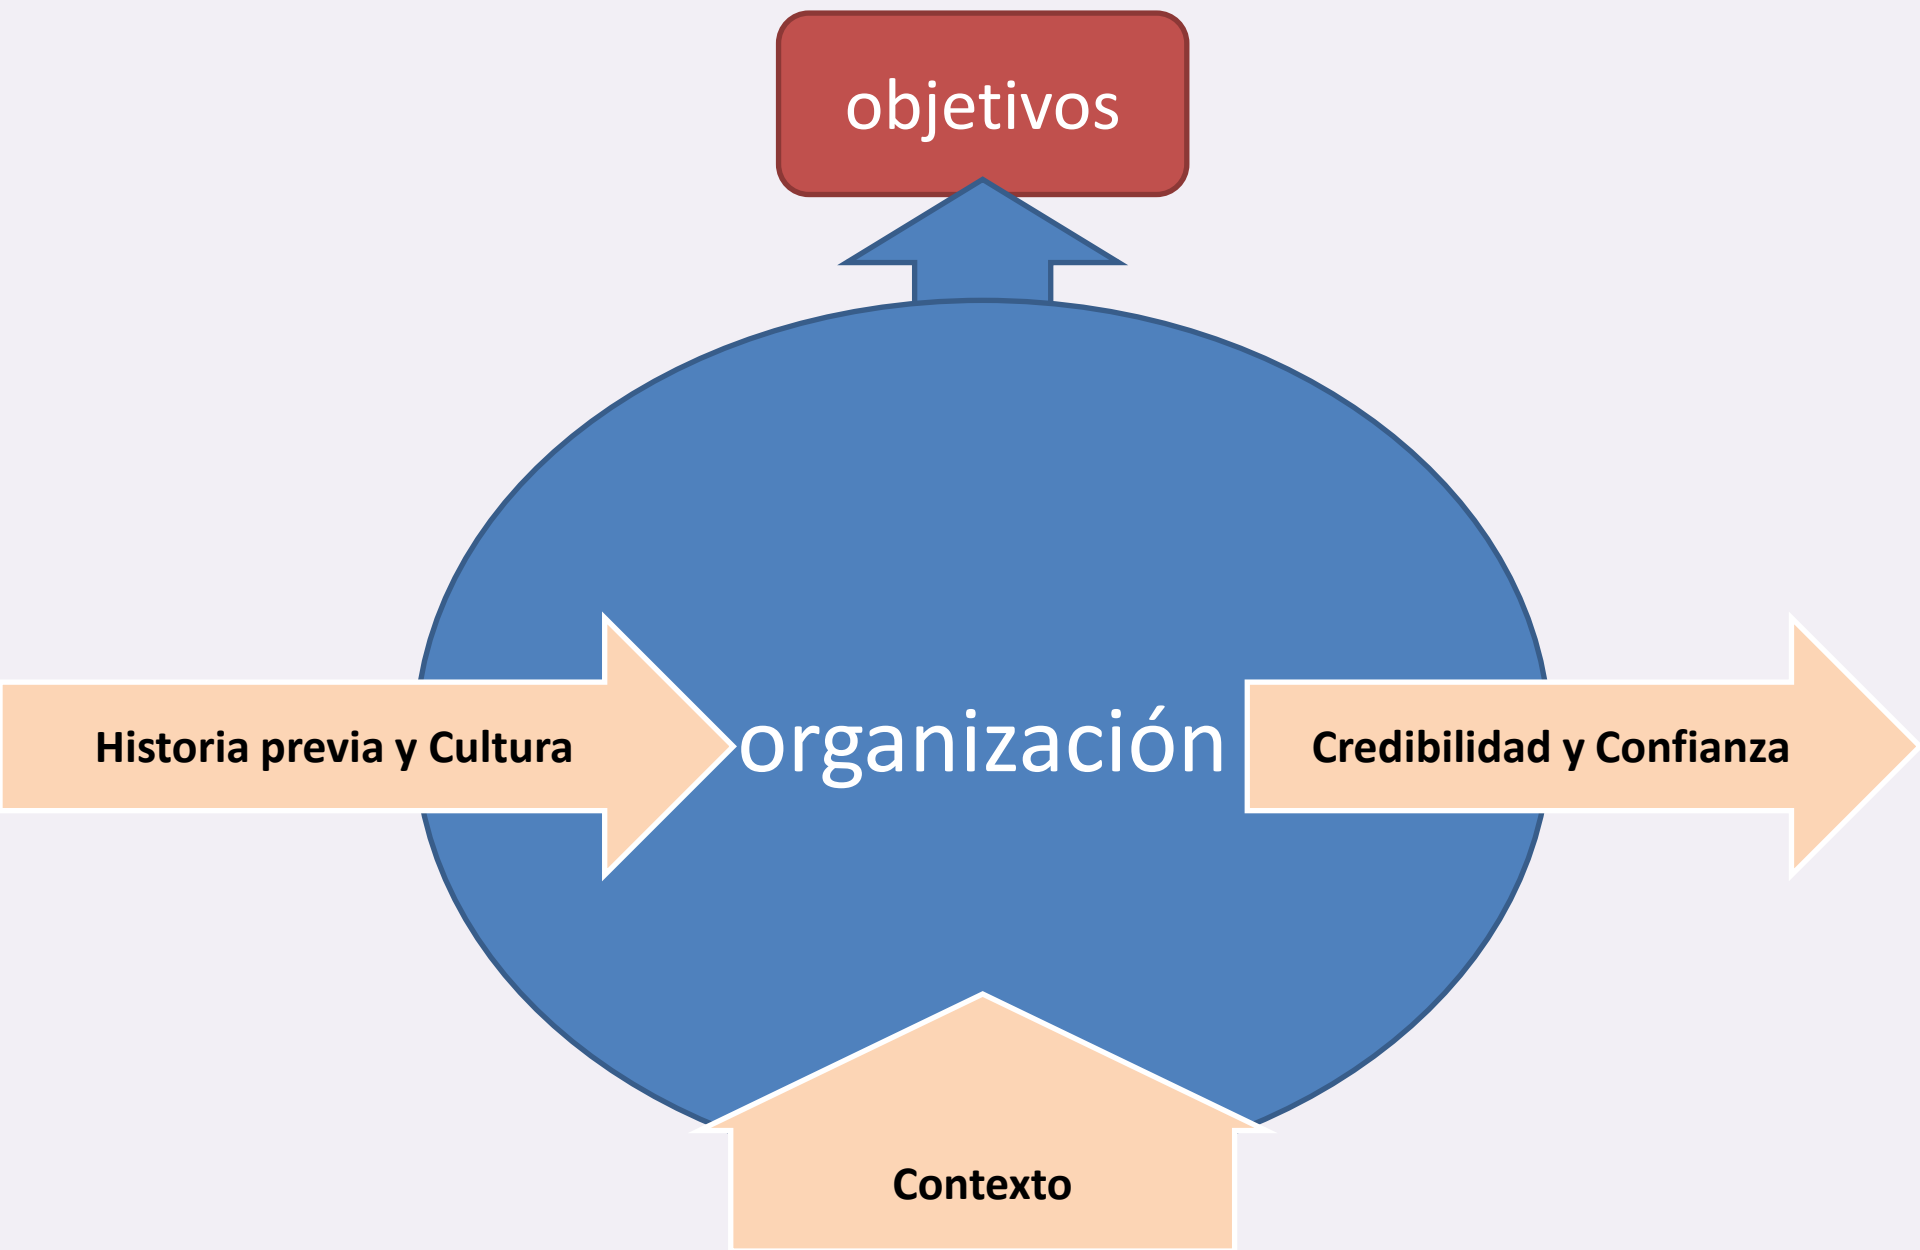 objetivos
Historia previa y Cultura
organización
Credibilidad y Confianza
Contexto